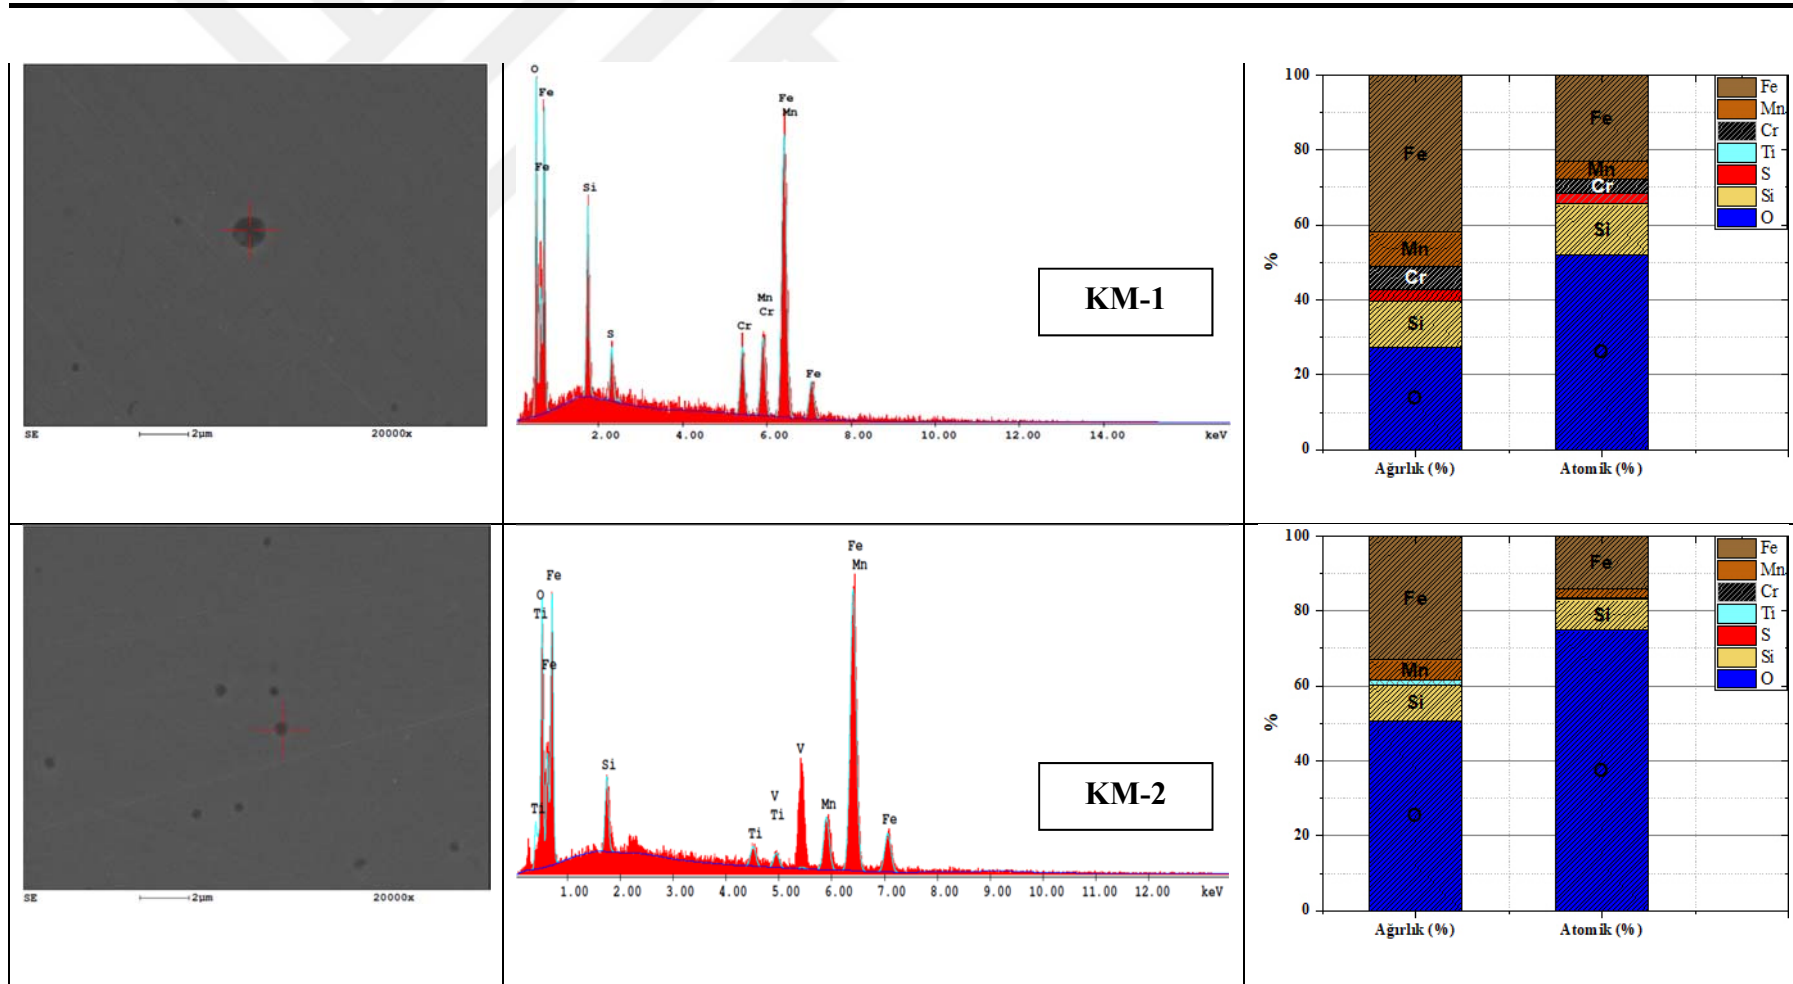 SE 2µm 20000x
O
Fe
Fe
Si
S
Cr
Mn
Cr
Fe
Mn
Fe
KM-1
2.00 4.00 6.00 8.00 10.00 12.00 14.00 keV
100
80
60
40
20
0
%
Fe
Mn
Cr
Si
O
Fe
Mn
Cr
Si
O
Ağırlık (%) Atomik (%)
Fe
Mn
Cr
Ti
S
Si
O
SE 2µm 20000x
Fe
O
Ti
Fe
Ti
Si
Ti
V
Ti
V
Mn
Fe
Mn
Fe
KM-2
1.00 2.00 3.00 4.00 5.00 6.00 7.00 8.00 9.00 10.00 11.00 12.00 keV
100
80
60
40
20
0
%
Fe
Mn
Si
O
Fe
Si
O
Ağırlık (%) Atomik (%)
Fe
Mn
Cr
Ti
S
Si
O